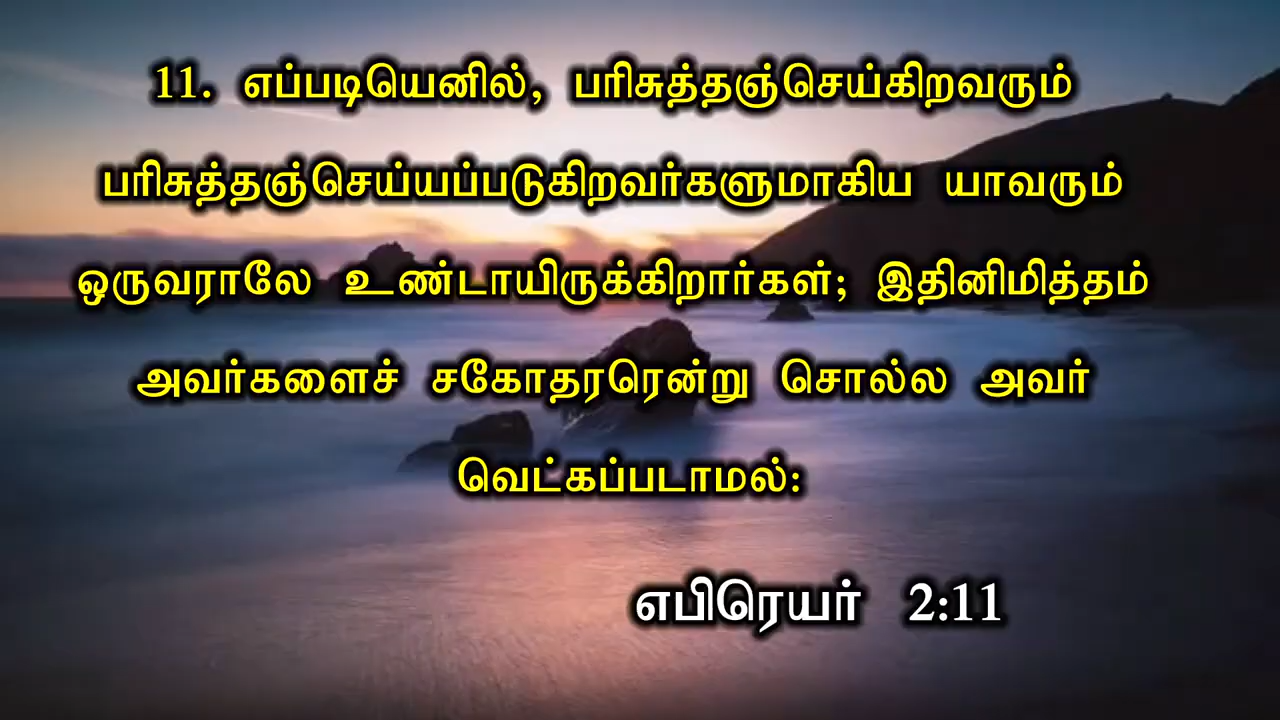 11. எப்படியெனில், பரிசுத்தஞ்செய்கிறவரும்
பரிசுத்தஞ்செய்யப்படுகிறவர்களுமாகிய யாவரும்
ஒருவராலே உண்டாயிருக்கிறார்கள்; இதினிமித்தம்
அவர்களைச் சகோதரரென்று சொல்ல அவர்
வெட்கப்படாமல்:
எபிரெயர் 2:11